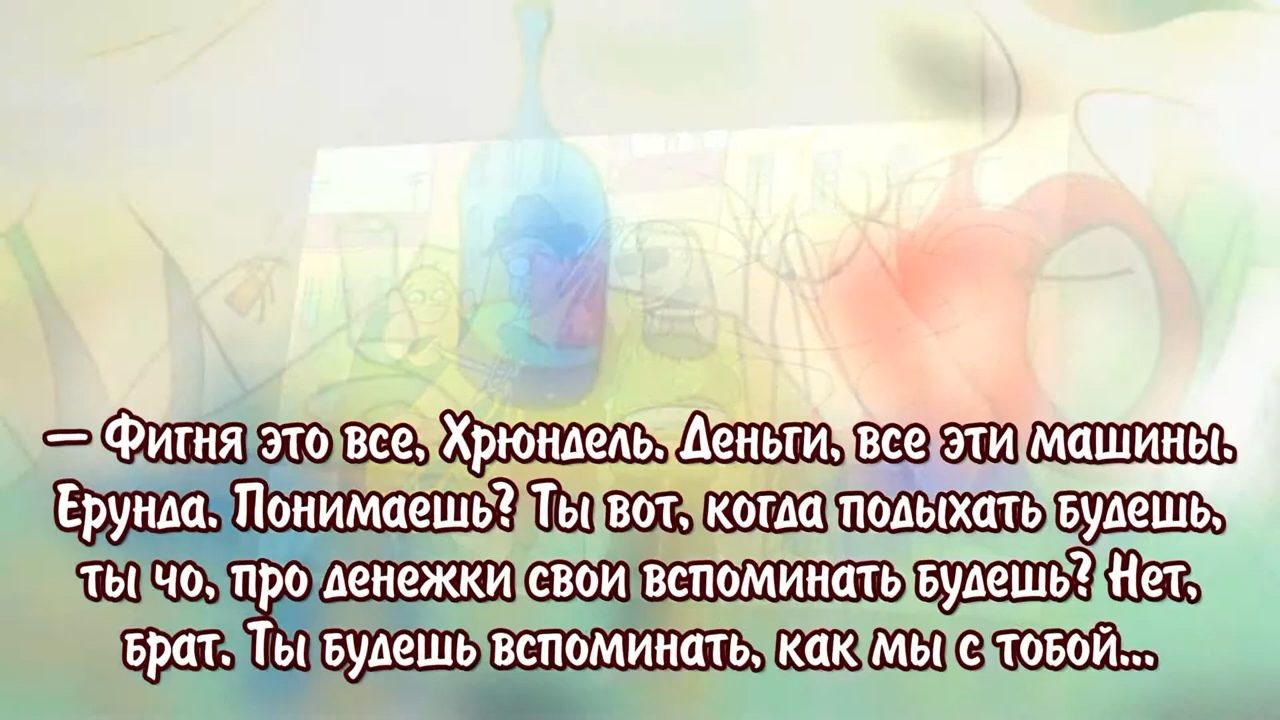 — Фигня это все, Хрюндель. Деньги, все эти машины.
Ерунда. Понимаешь? Ты вот, когда подыхать будешь,
ты чо, про денежки свои вспоминать будешь? Нет,
брат. Ты будешь вспоминать, как мы с тобой...